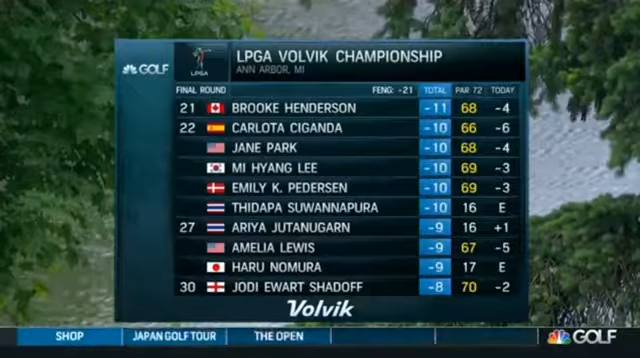 GOLF
LPGA
LPGA VOLVIK CHAMPIONSHIP
ANN ARBOR, MI
FINAL ROUND FENG: -21 TOTAL PAR 72 TODAY
21 BROOKE HENDERSON -11 68 -4
22 CARLOTA CIGANDA -10 66 -6
JANE PARK -10 68 -4
MI HYANG LEE -10 69 -3
EMILY K. PEDERSEN -10 69 -3
THIDAPA SUWANNAPURA -10 16 E
27 ARIYA JUTANUGARN -9 16 +1
AMELIA LEWIS -9 67 -5
HARU NOMURA -9 17 E
30 JODI EWART SHADOFF -8 70 -2
Volvik
SHOP JAPAN GOLF TOUR THE OPEN GOLF